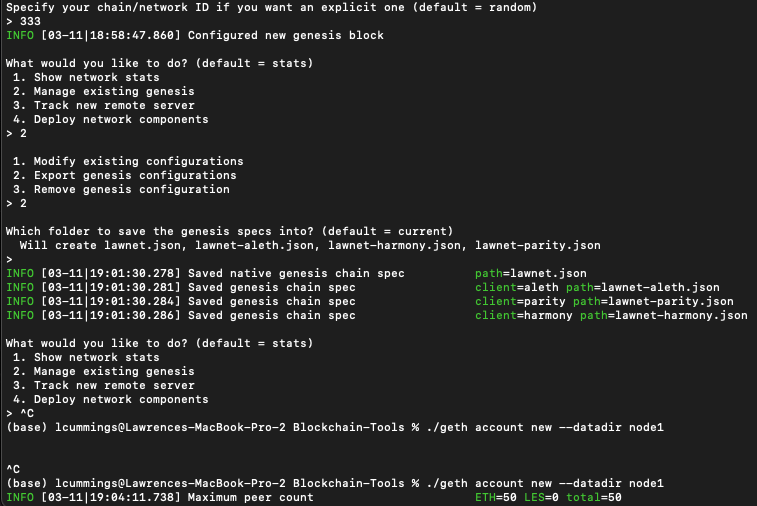 Specify your chain/network ID if you want an explicit one (default = random)
> 333
INFO [03-11|18:58:47.860] Configured new genesis block
What would you like to do? (default = stats)
1. Show network stats
2. Manage existing genesis
3. Track new remote server
4. Deploy network components
> 2
1. Modify existing configurations
2. Export genesis configurations
3. Remove genesis configuration
> 2
Which folder to save the genesis specs into? (default = current)
Will create lawnet.json, lawnet-aleth.json, lawnet-harmony.json, lawnet-parity.json
>
INFO [03-11|19:01:30.278] Saved native genesis chain spec path=lawnet.json
INFO [03-11|19:01:30.281] Saved genesis chain spec client=aleth path=lawnet-aleth.json
INFO [03-11|19:01:30.284] Saved genesis chain spec client=parity path=lawnet-parity.json
INFO [03-11|19:01:30.286] Saved genesis chain spec client=harmony path=lawnet-harmony.json
What would you like to do? (default = stats)
1. Show network stats
2. Manage existing genesis
3. Track new remote server
4. Deploy network components
> ^C
(base) lcummings@Lawrences-MacBook-Pro-2 Blockchain-Tools % ./geth account new --datadir node1
^C
(base) lcummings@Lawrences-MacBook-Pro-2 Blockchain-Tools % ./geth account new --datadir node1
INFO [03-11|19:04:11.738] Maximum peer count ETH=50 LES=0 total=50